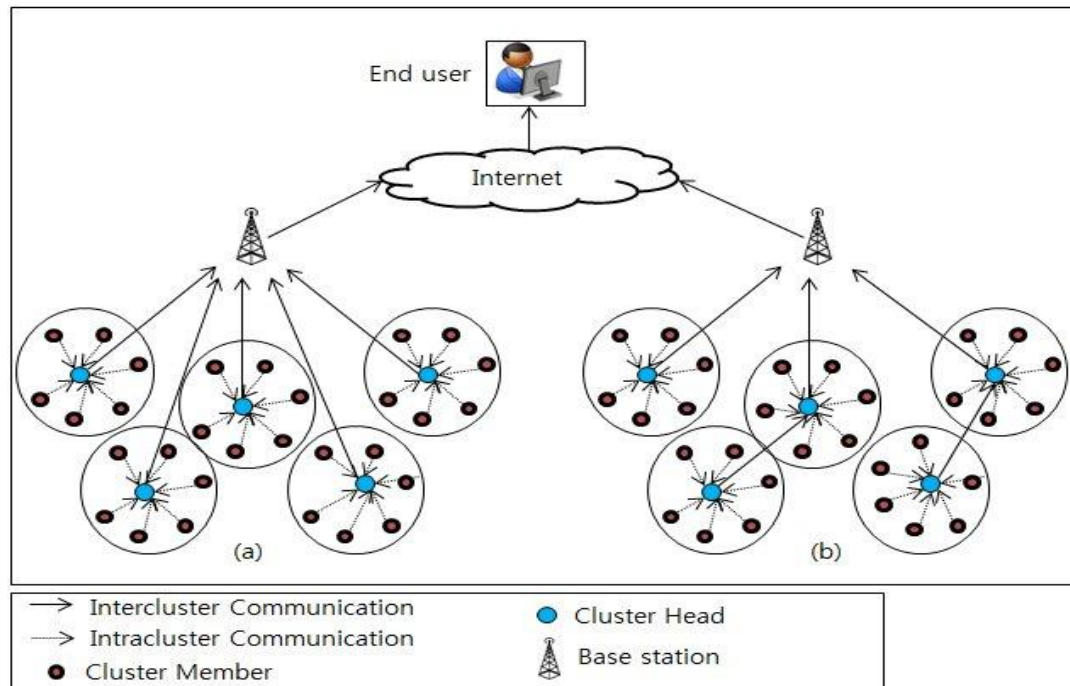 End user
Internet
(a)
(b)
Intercluster Communication
Intracluster Communication
Cluster Member
Cluster Head
Base station